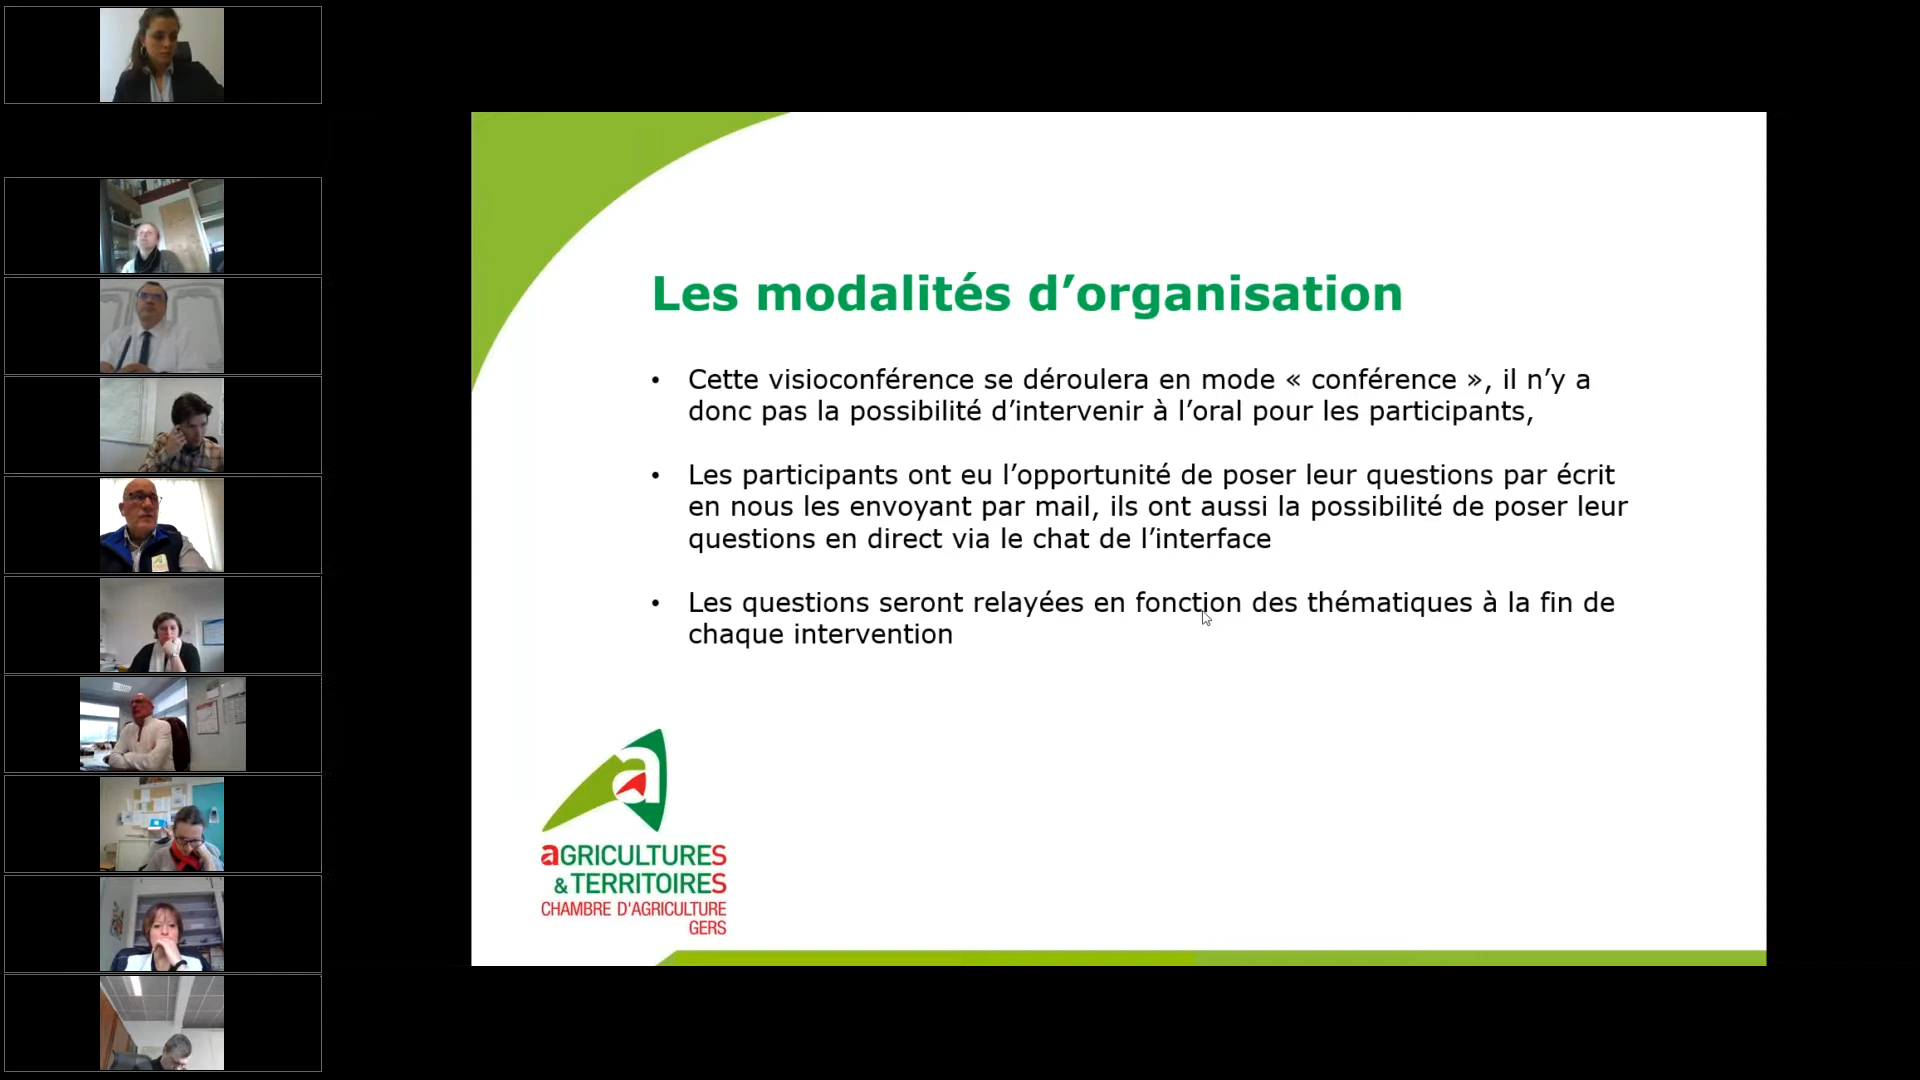 Les modalités d’organisation
• Cette visioconférence se déroulera en mode « conférence », il n’y a
donc pas la possibilité d’intervenir à l’oral pour les participants,
• Les participants ont eu l’opportunité de poser leur questions par écrit
en nous les envoyant par mail, ils ont aussi la possibilité de poser leur
questions en direct via le chat de l’interface
• Les questions seront relayées en fonction des thématiques à la fin de
chaque intervention
aGRICULTURES
& TERRITOIRES
CHAMBRE D'AGRICULTURE
GERS